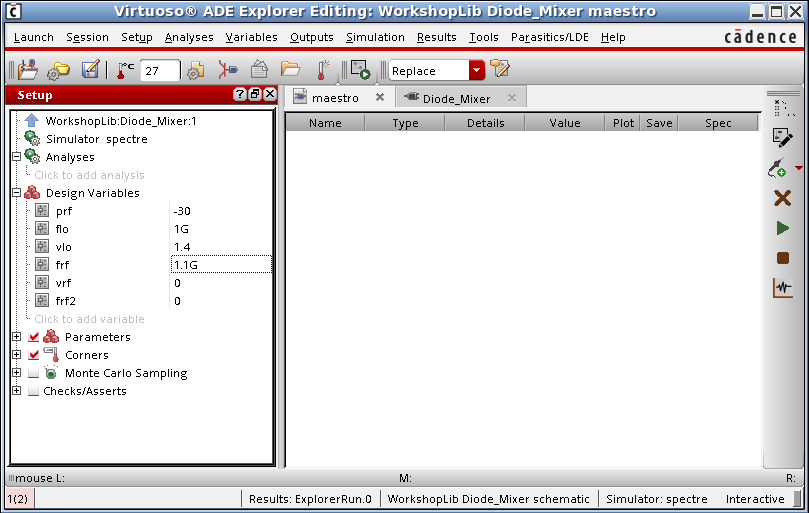 Virtuoso® ADE Explorer Editing: WorkshopLib Diode_Mixer maestro
Launch Session Setup Analyses Variables Outputs Simulation Results Tools Parasitics/LDE Help cādence
°C 27 Replace
Setup
maestro Diode_Mixer
Name Type Details Value Plot Save Spec
WorkshopLib:Diode_Mixer:1
Simulator spectre
Analyses
Click to add analysis
Design Variables
prf -30
flo 1G
vlo 1.4
frf 1.1G
vrf 0
frf2 0
Click to add variable
Parameters
Corners
Monte Carlo Sampling
Checks/Asserts
mouse L: M: R:
1(2) Results: ExplorerRun.0 WorkshopLib Diode_Mixer schematic Simulator: spectre Interactive